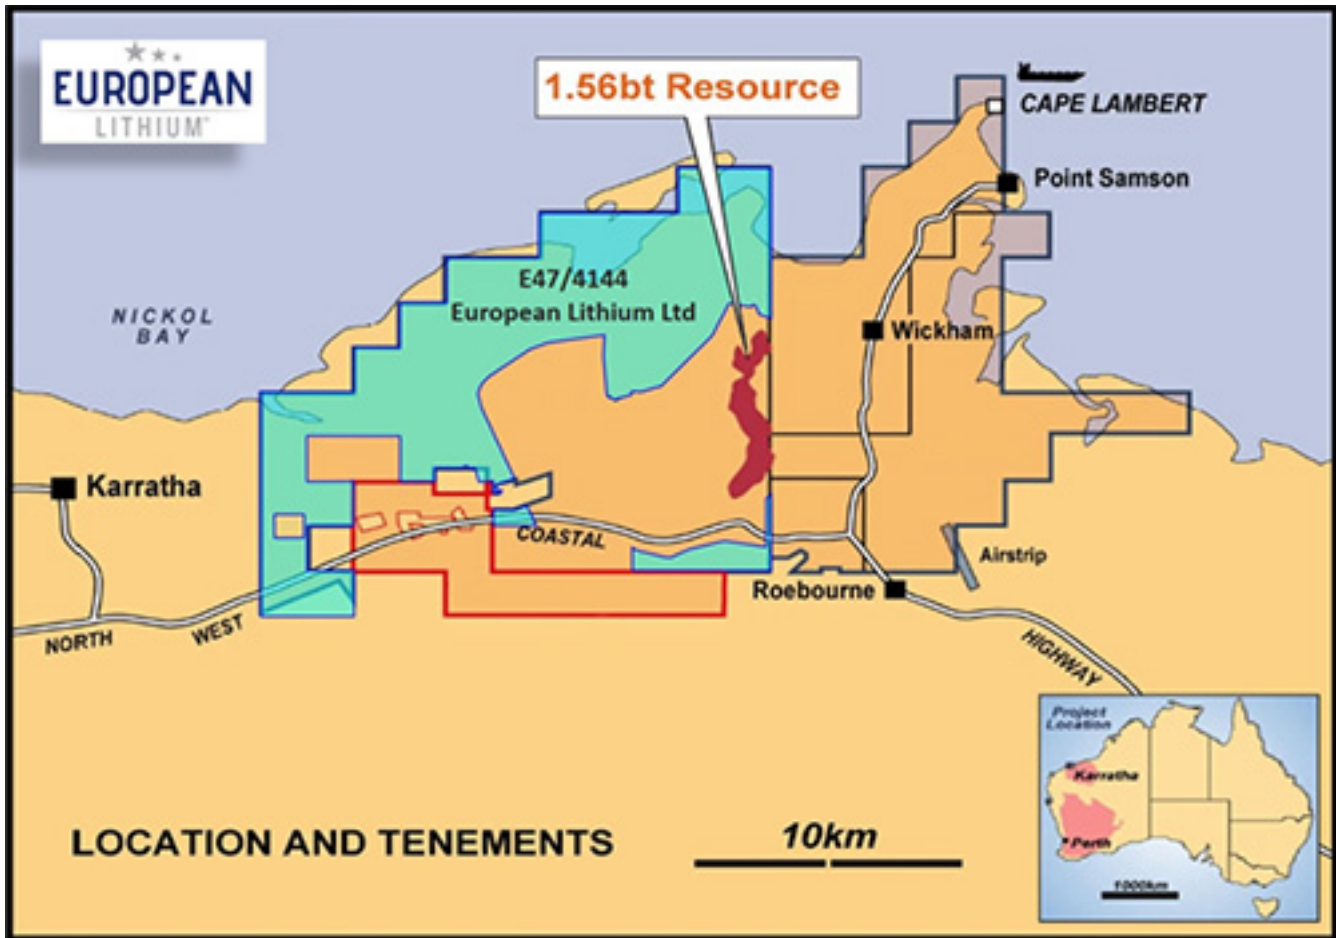 EUROPEAN
LITHIUM
1.56bt Resource
CAPE LAMBERT
Point Samson
E47/4144
European Lithium Ltd
NICKOL
BAY
Wickham
Karratha
COASTAL
Airstrip
Roebourne
NORTH
WEST
HIGHWAY
Project
Location
Karratha
Perth
1000km
LOCATION AND TENEMENTS
10km